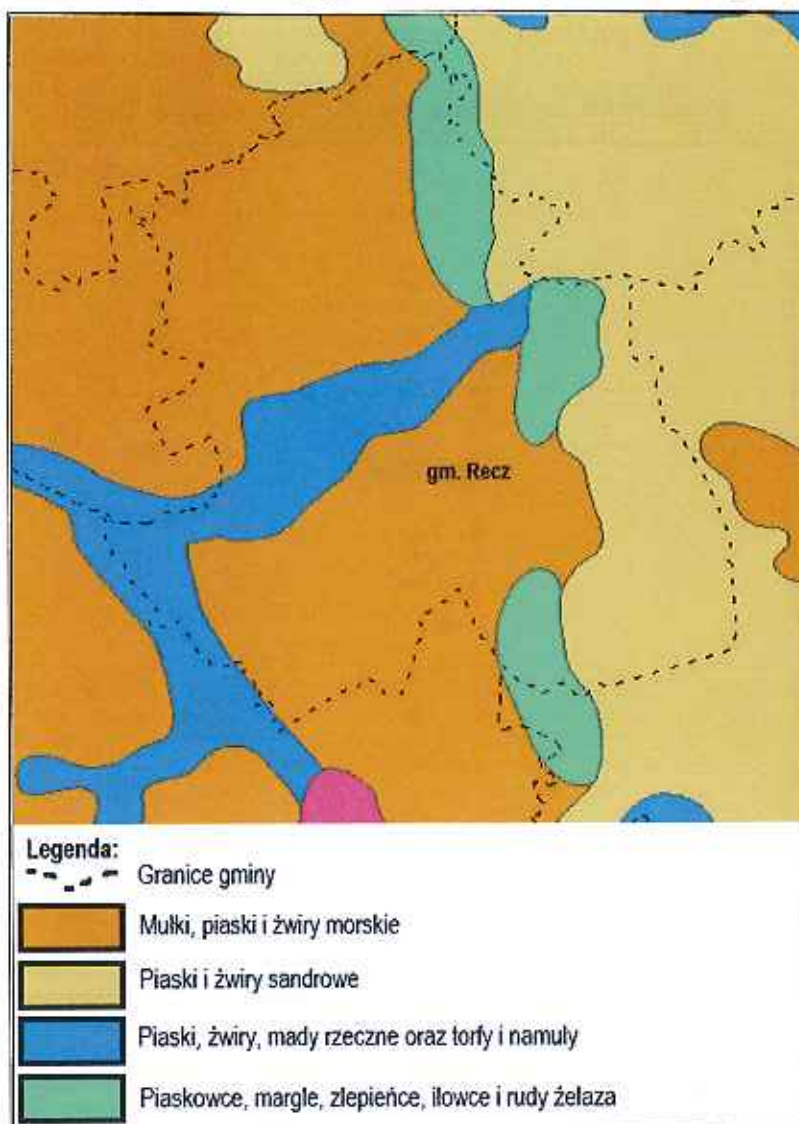 gm. Recz
Legenda:
Granice gminy
Mułki, piaski i żwiry morskie
Piaski i żwiry sandrowe
Piaski, żwiry, mady rzeczne oraz torfy i namuły
Piaskowce, margle, zlepieńce, iłowce i rudy żelaza